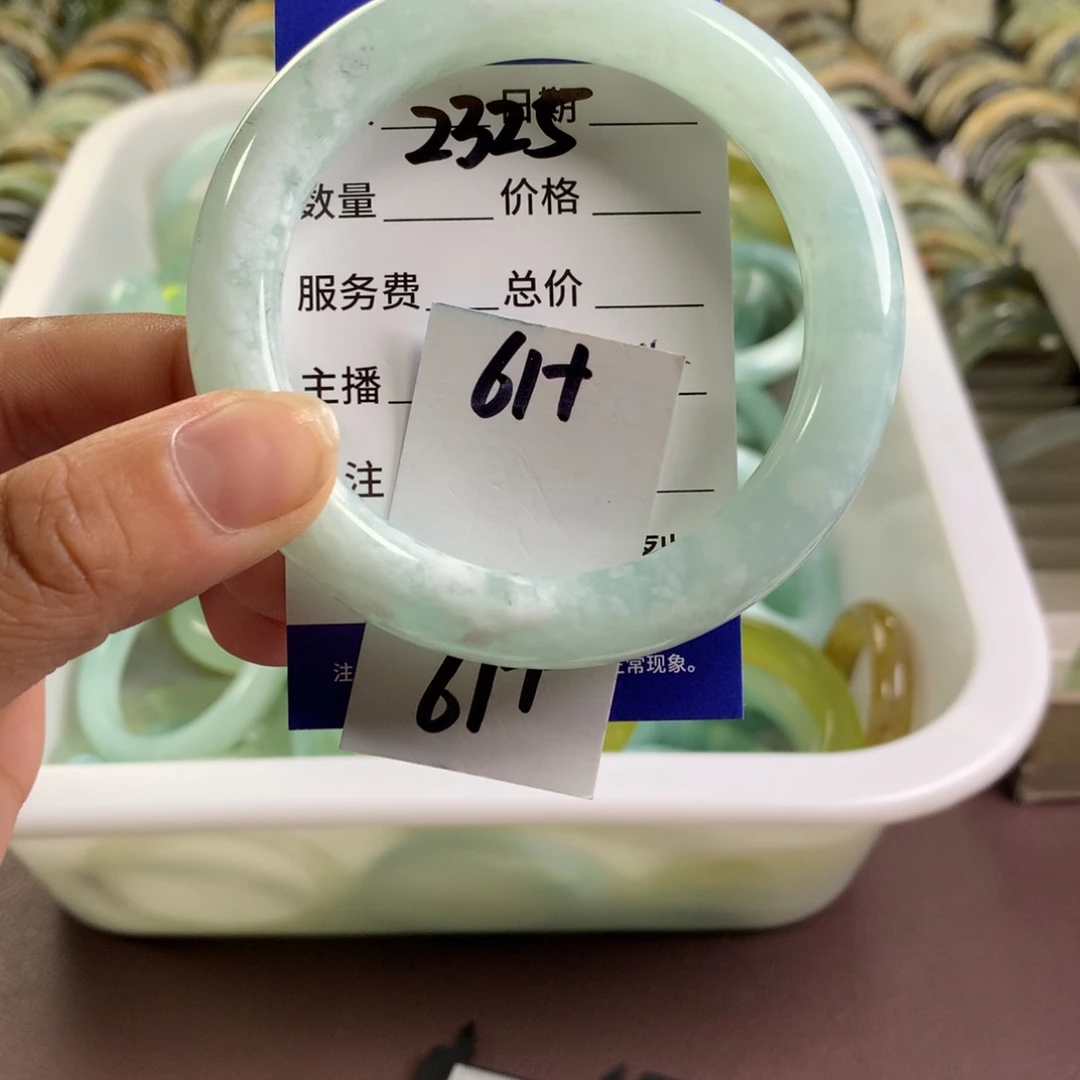 日期
2325
数量 价格
服务费 总价
主播
注
61+
注 正常现象。
61+